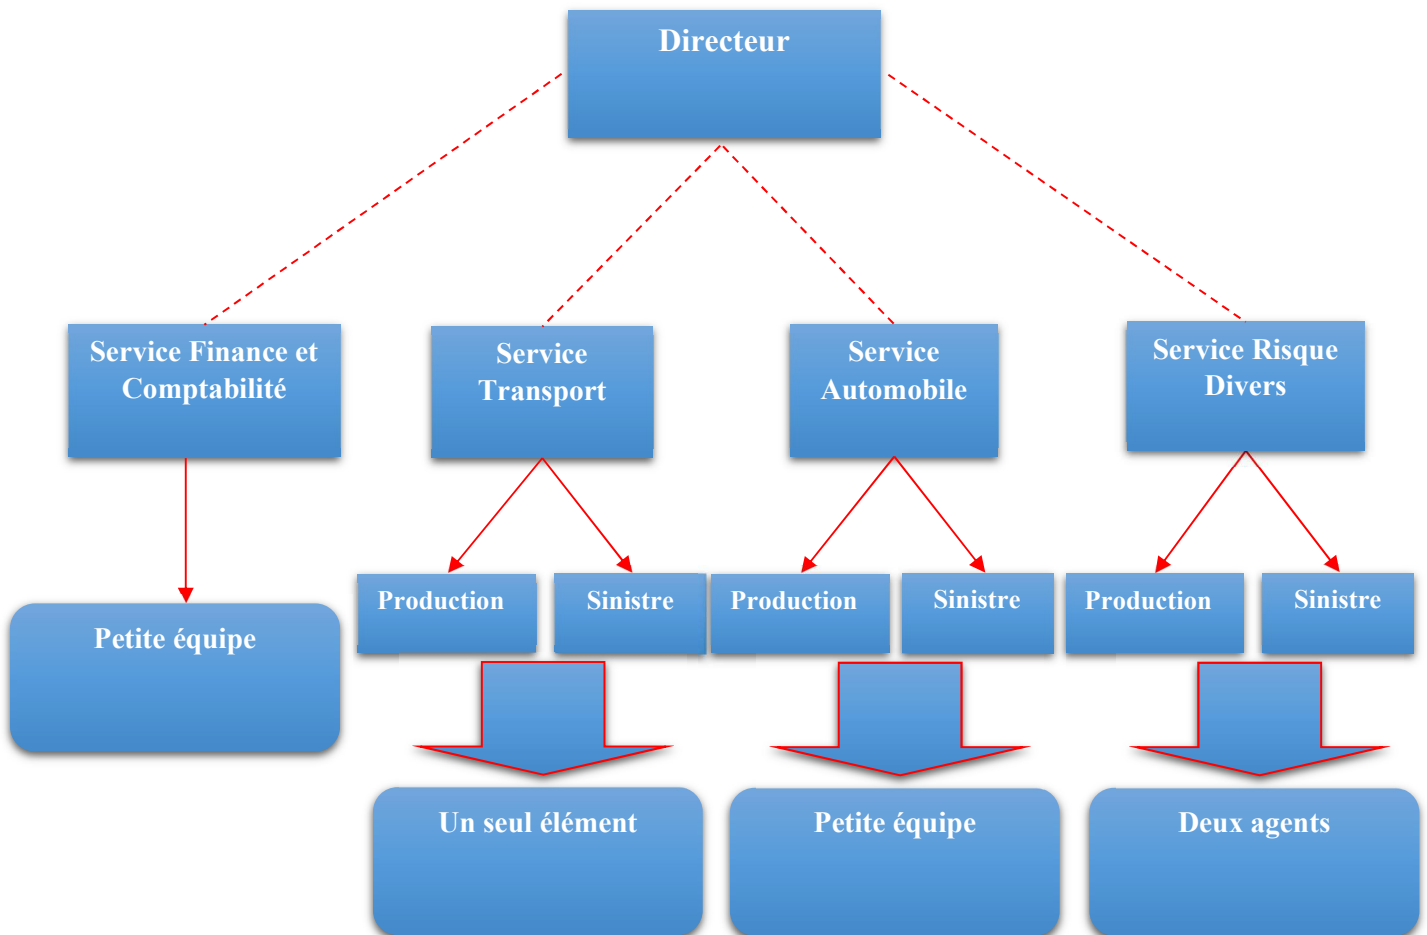 Directeur
Service Finance et
Comptabilité
Service
Transport
Service
Automobile
Service Risque
Divers
Production
Sinistre
Production
Sinistre
Production
Sinistre
Petite équipe
Un seul élément
Petite équipe
Deux agents